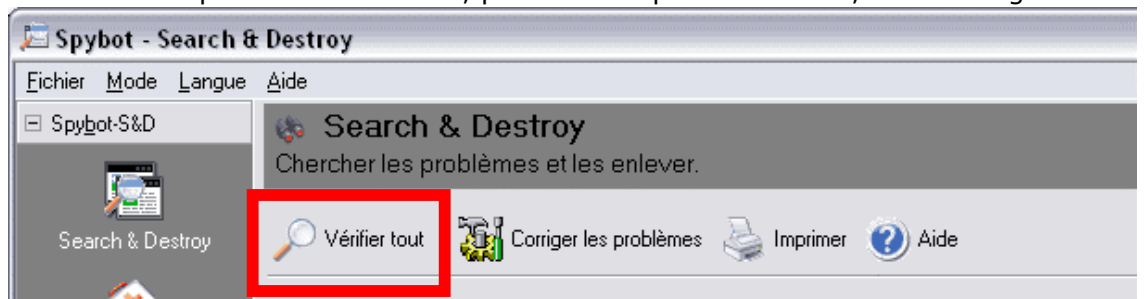 Spybot - Search & Destroy
Fichier Mode Langue Aide
Spybot-S&D
Search & Destroy
Chercher les problèmes et les enlever.
Search & Destroy
Vérifier tout Corriger les problèmes Imprimer Aide